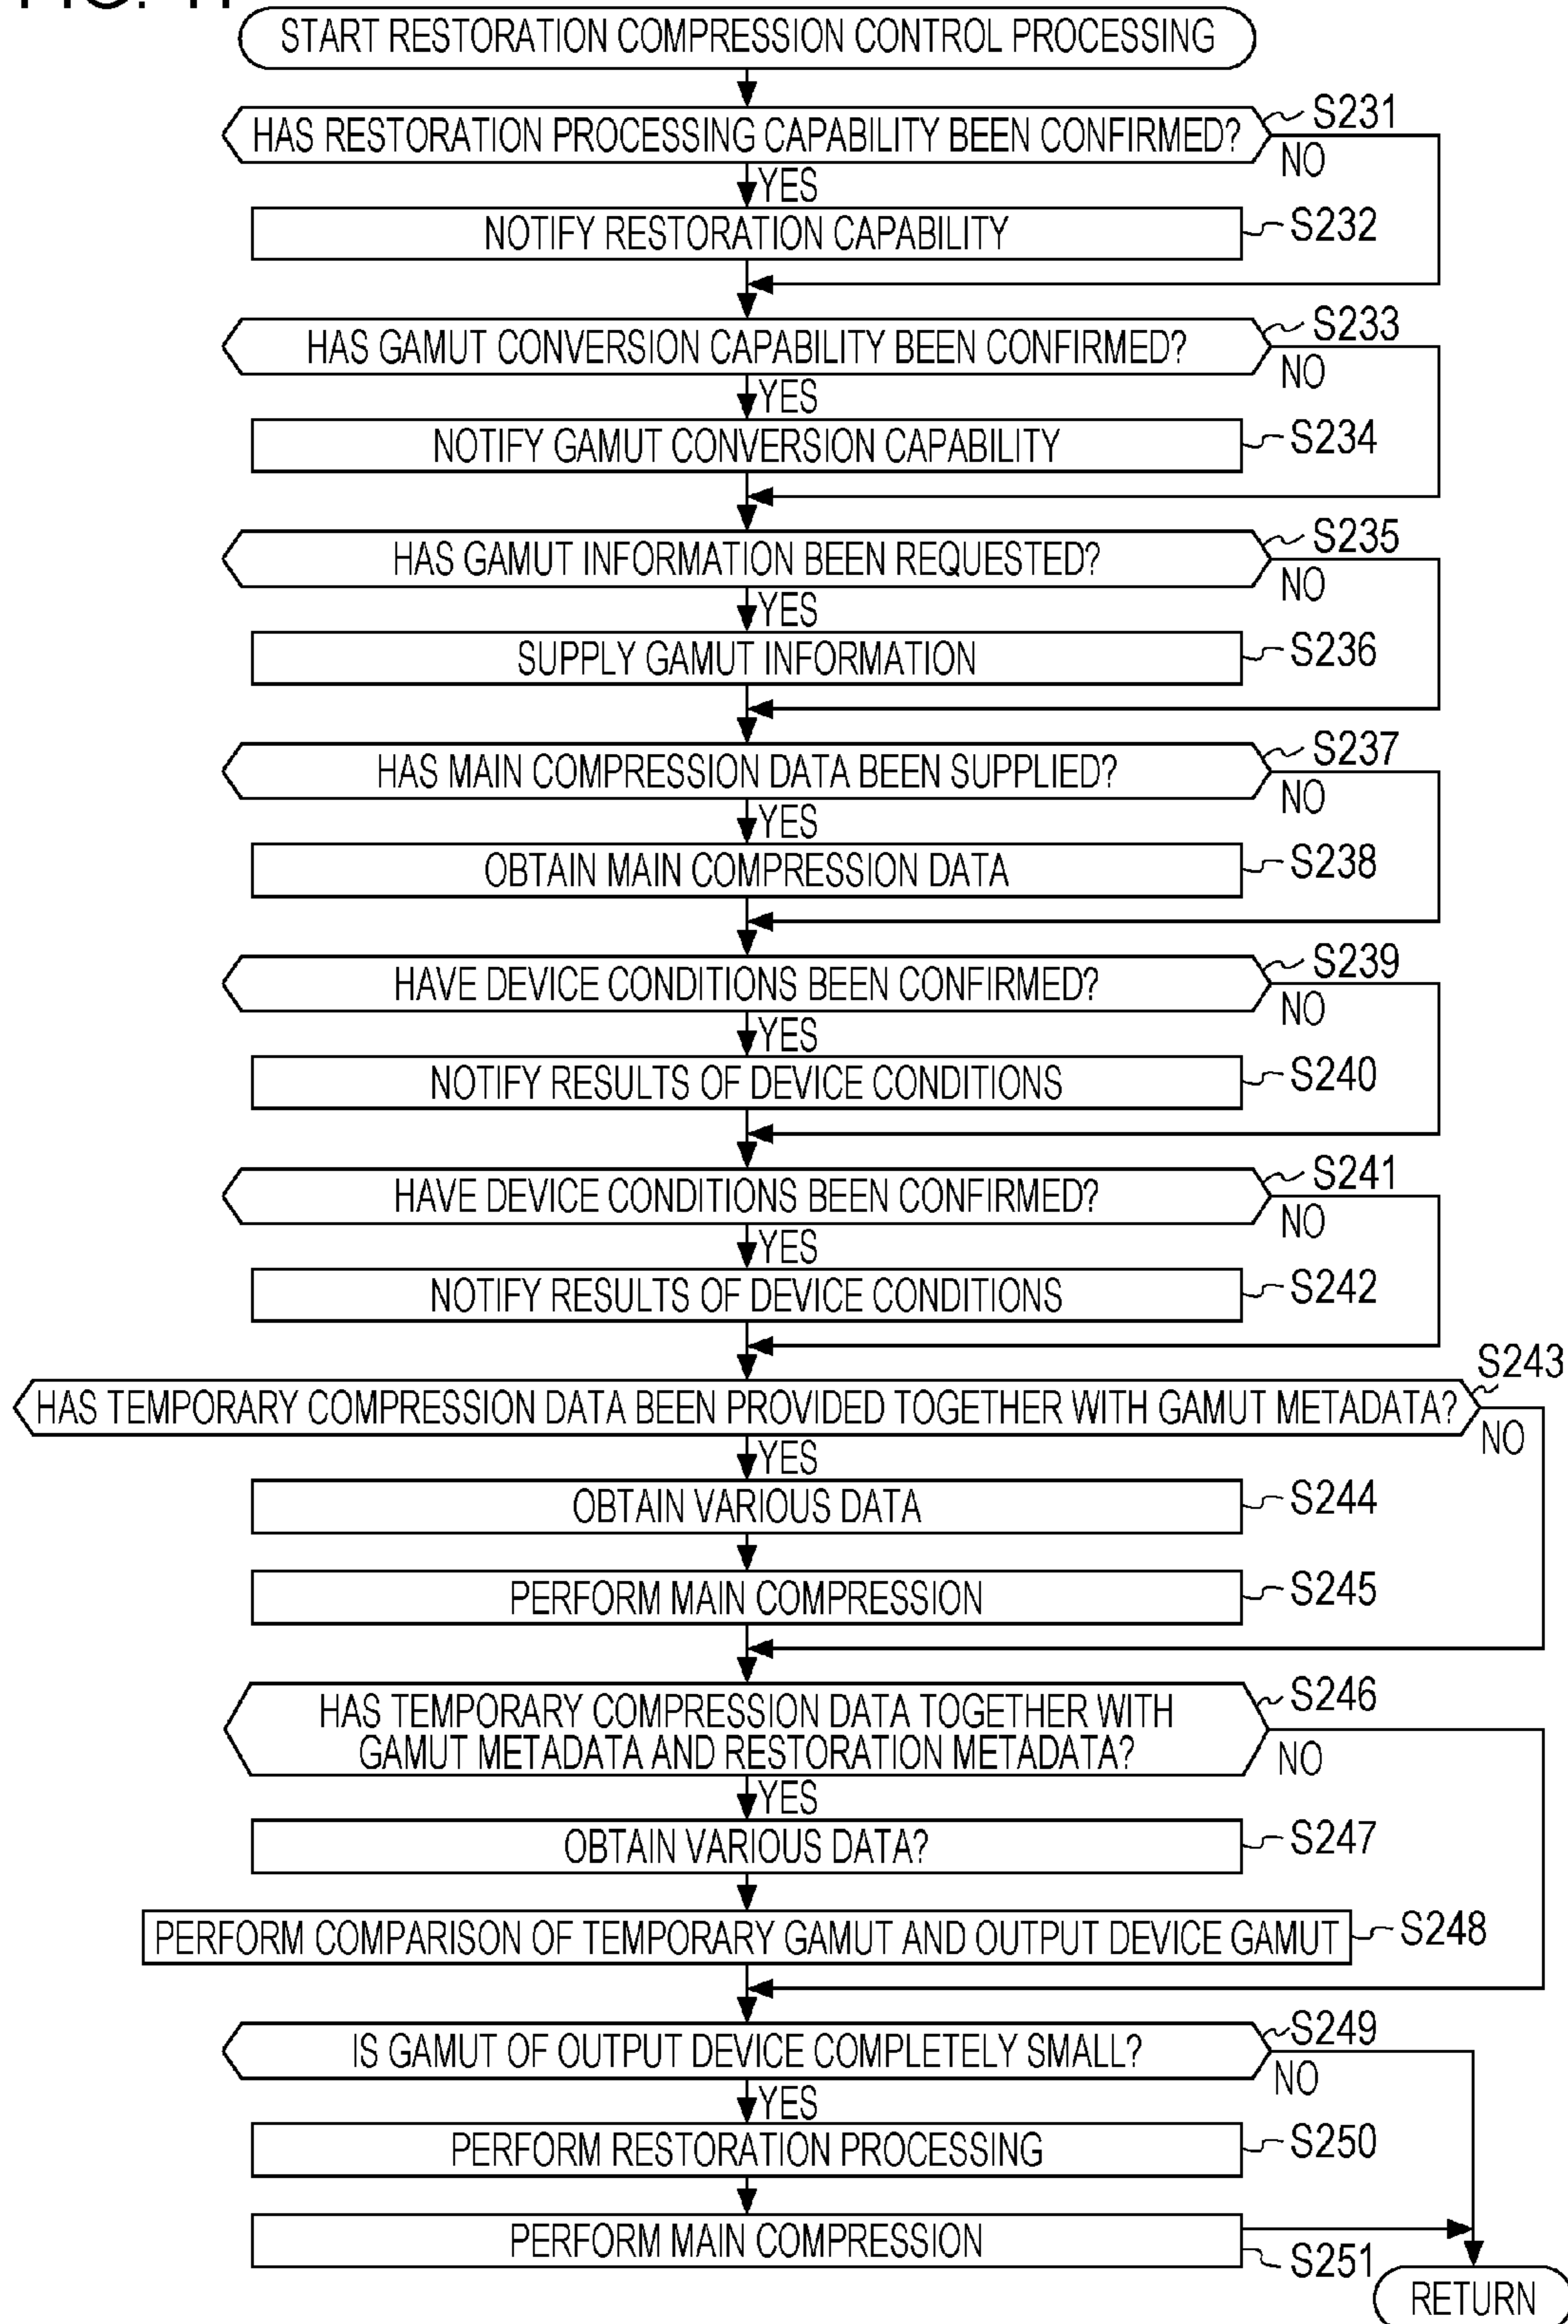 START RESTORATION COMPRESSION CONTROL PROCESSING
HAS RESTORATION PROCESSING CAPABILITY BEEN CONFIRMED?
S231
NO
YES
NOTIFY RESTORATION CAPABILITY
S232
HAS GAMUT CONVERSION CAPABILITY BEEN CONFIRMED?
S233
NO
YES
NOTIFY GAMUT CONVERSION CAPABILITY
S234
HAS GAMUT INFORMATION BEEN REQUESTED?
S235
NO
YES
SUPPLY GAMUT INFORMATION
S236
HAS MAIN COMPRESSION DATA BEEN SUPPLIED?
S237
NO
YES
OBTAIN MAIN COMPRESSION DATA
S238
HAVE DEVICE CONDITIONS BEEN CONFIRMED?
S239
NO
YES
NOTIFY RESULTS OF DEVICE CONDITIONS
S240
HAVE DEVICE CONDITIONS BEEN CONFIRMED?
S241
NO
YES
NOTIFY RESULTS OF DEVICE CONDITIONS
S242
HAS TEMPORARY COMPRESSION DATA BEEN PROVIDED TOGETHER WITH GAMUT METADATA?
S243
NO
YES
OBTAIN VARIOUS DATA
S244
PERFORM MAIN COMPRESSION
S245
HAS TEMPORARY COMPRESSION DATA TOGETHER WITH
GAMUT METADATA AND RESTORATION METADATA?
S246
NO
YES
OBTAIN VARIOUS DATA?
S247
PERFORM COMPARISON OF TEMPORARY GAMUT AND OUTPUT DEVICE GAMUT
S248
IS GAMUT OF OUTPUT DEVICE COMPLETELY SMALL?
S249
NO
YES
PERFORM RESTORATION PROCESSING
S250
PERFORM MAIN COMPRESSION
S251
RETURN